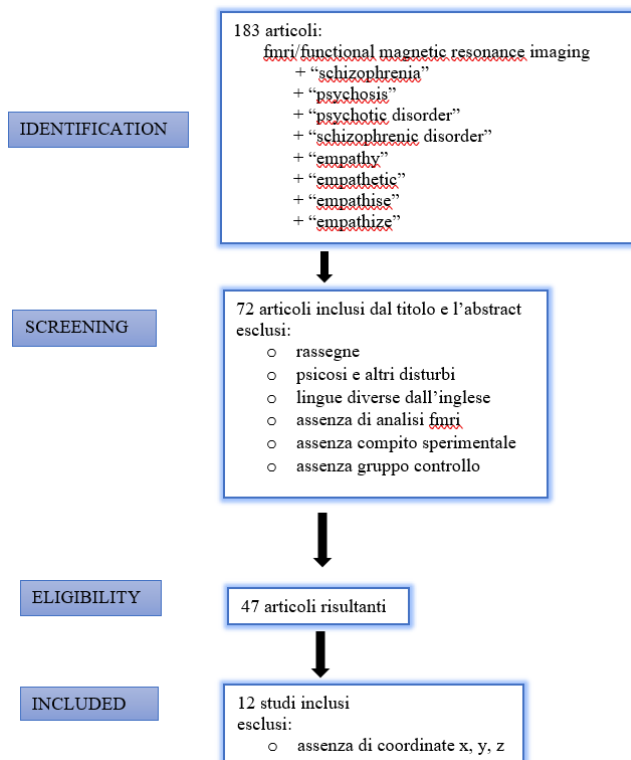 183 articoli:
fmri/functional magnetic resonance imaging
+ “schizophrenia”
+ “psychosis”
+ “psychotic disorder”
+ “schizophrenic disorder”
+ “empathy”
+ “empathetic”
+ “empathise”
+ “empathize”
IDENTIFICATION
72 articoli inclusi dal titolo e l’abstract
esclusi:
o rassegne
o psicosi e altri disturbi
o lingue diverse dall’inglese
o assenza di analisi fmri
o assenza compito sperimentale
o assenza gruppo controllo
SCREENING
ELIGIBILITY
47 articoli risultanti
INCLUDED
12 studi inclusi
esclusi:
o assenza di coordinate x, y, z